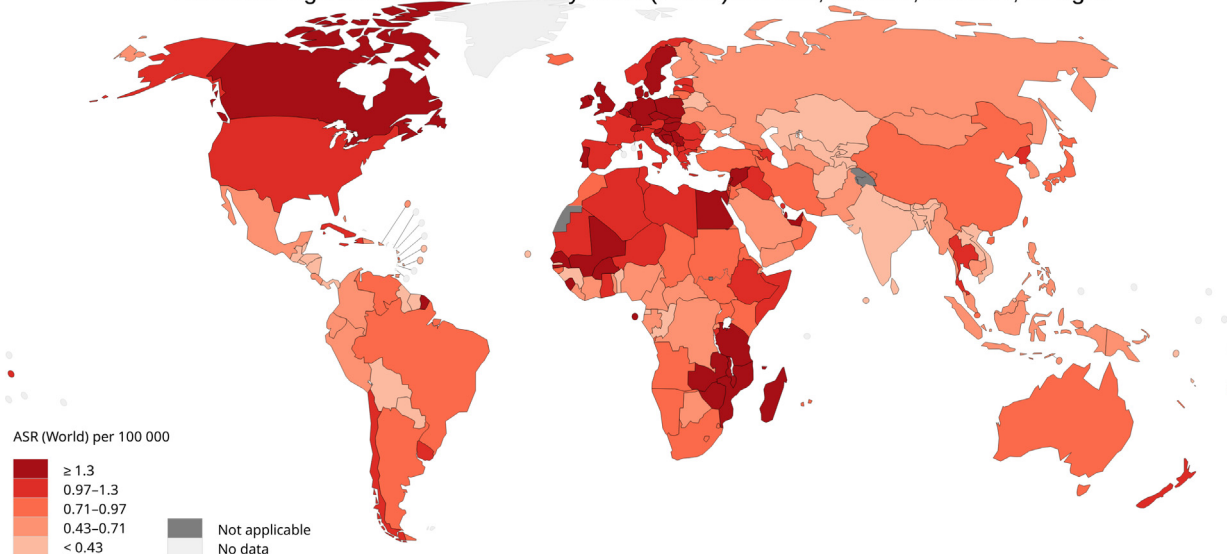 ASR (World) per 100 000
≥ 1.3
0.97–1.3
0.71–0.97
0.43–0.71
< 0.43
Not applicable
No data